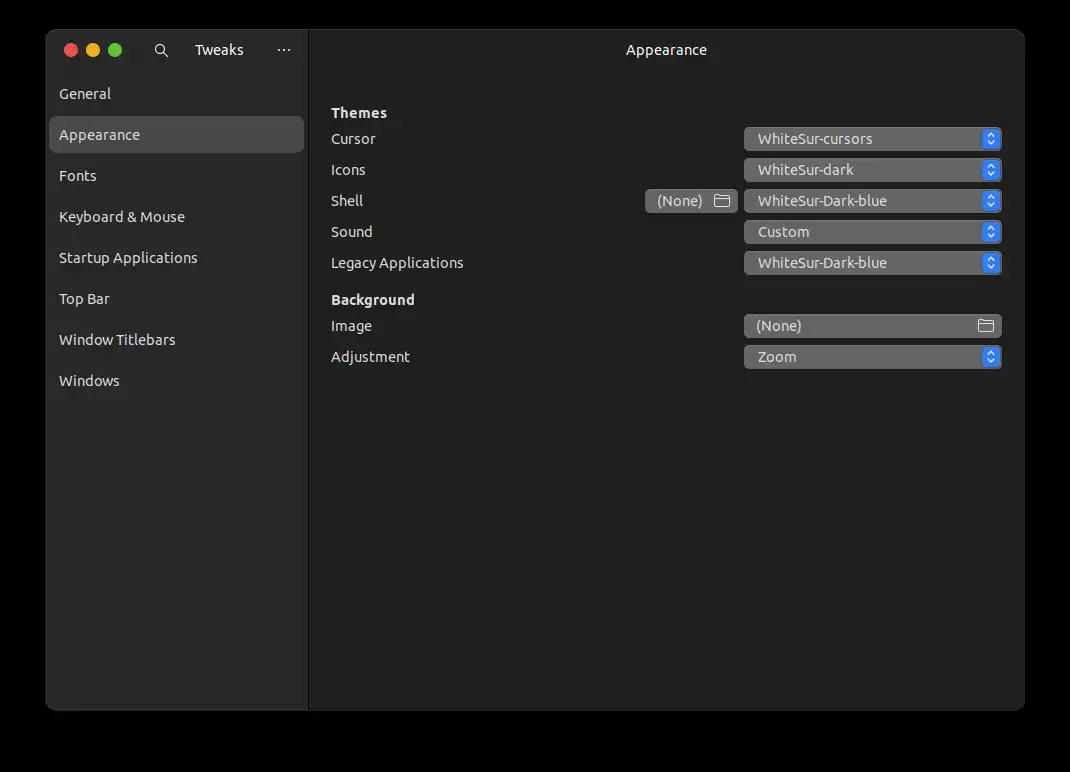 Tweaks
Appearance
General
Appearance
Fonts
Keyboard & Mouse
Startup Applications
Top Bar
Window Titlebars
Windows
Themes
Cursor WhiteSur-cursors
Icons WhiteSur-dark
Shell (None) WhiteSur-Dark-blue
Sound Custom
Legacy Applications WhiteSur-Dark-blue
Background
Image (None)
Adjustment Zoom